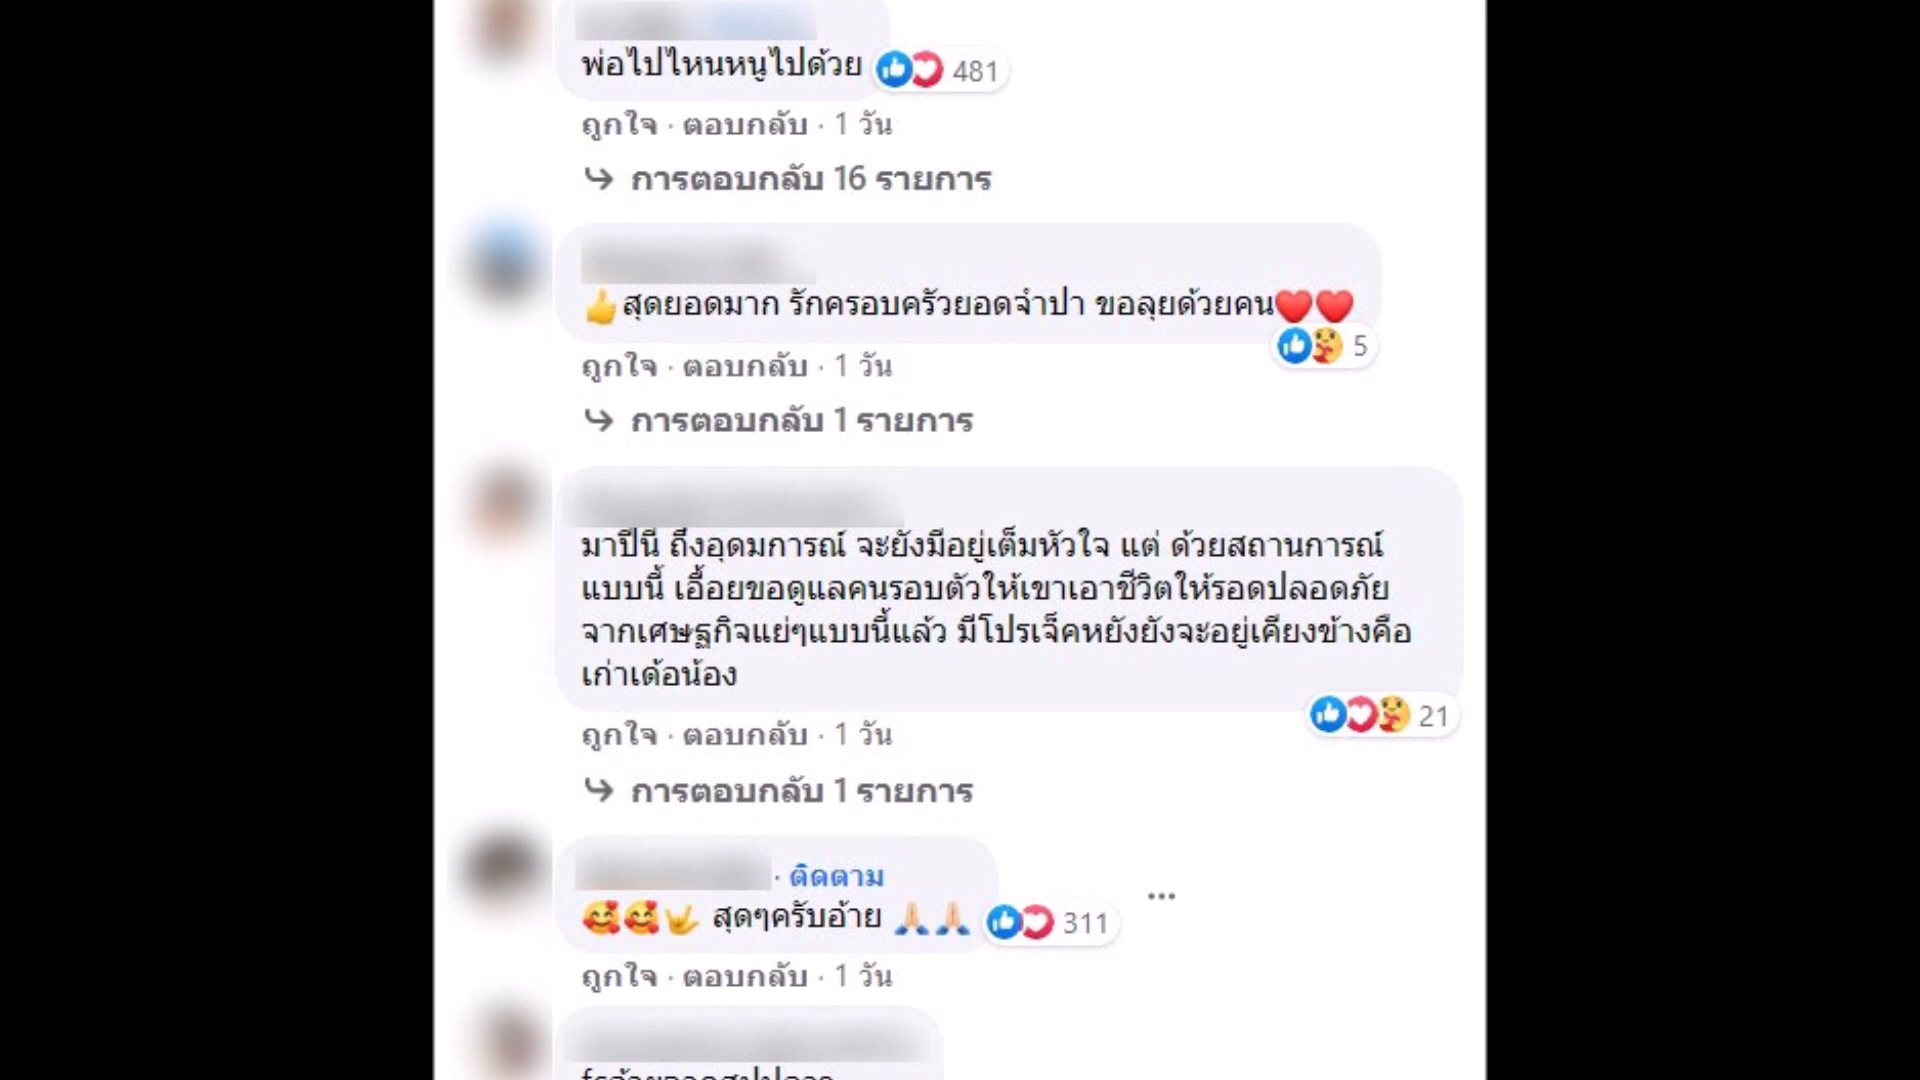 พ่อไปไหนหนูไปด้วย 481
ถูกใจ · ตอบกลับ · 1 วัน
การตอบกลับ 16 รายการ
👍สุดยอดมาก รักครอบครัวยอดจำปา ขอลุยด้วยคน❤️❤️
5
ถูกใจ · ตอบกลับ · 1 วัน
การตอบกลับ 1 รายการ
มาปีนี้ ถึงอุดมการณ์ จะยังมีอยู่เต็มหัวใจ แต่ ด้วยสถานการณ์
แบบนี้ เอื้อยขอดูแลคนรอบตัวให้เขาเอาชีวิตให้รอดปลอดภัย
จากเศษฐกิจแย่ๆแบบนี้แล้ว มีโปรเจ็คหยังยังจะอยู่เคียงข้างคือ
เก่าเด้อน้อง
21
ถูกใจ · ตอบกลับ · 1 วัน
การตอบกลับ 1 รายการ
· ติดตาม
🥰🥰🤟 สุดๆครับอ้าย 🙏🙏 311
ถูกใจ · ตอบกลับ · 1 วัน